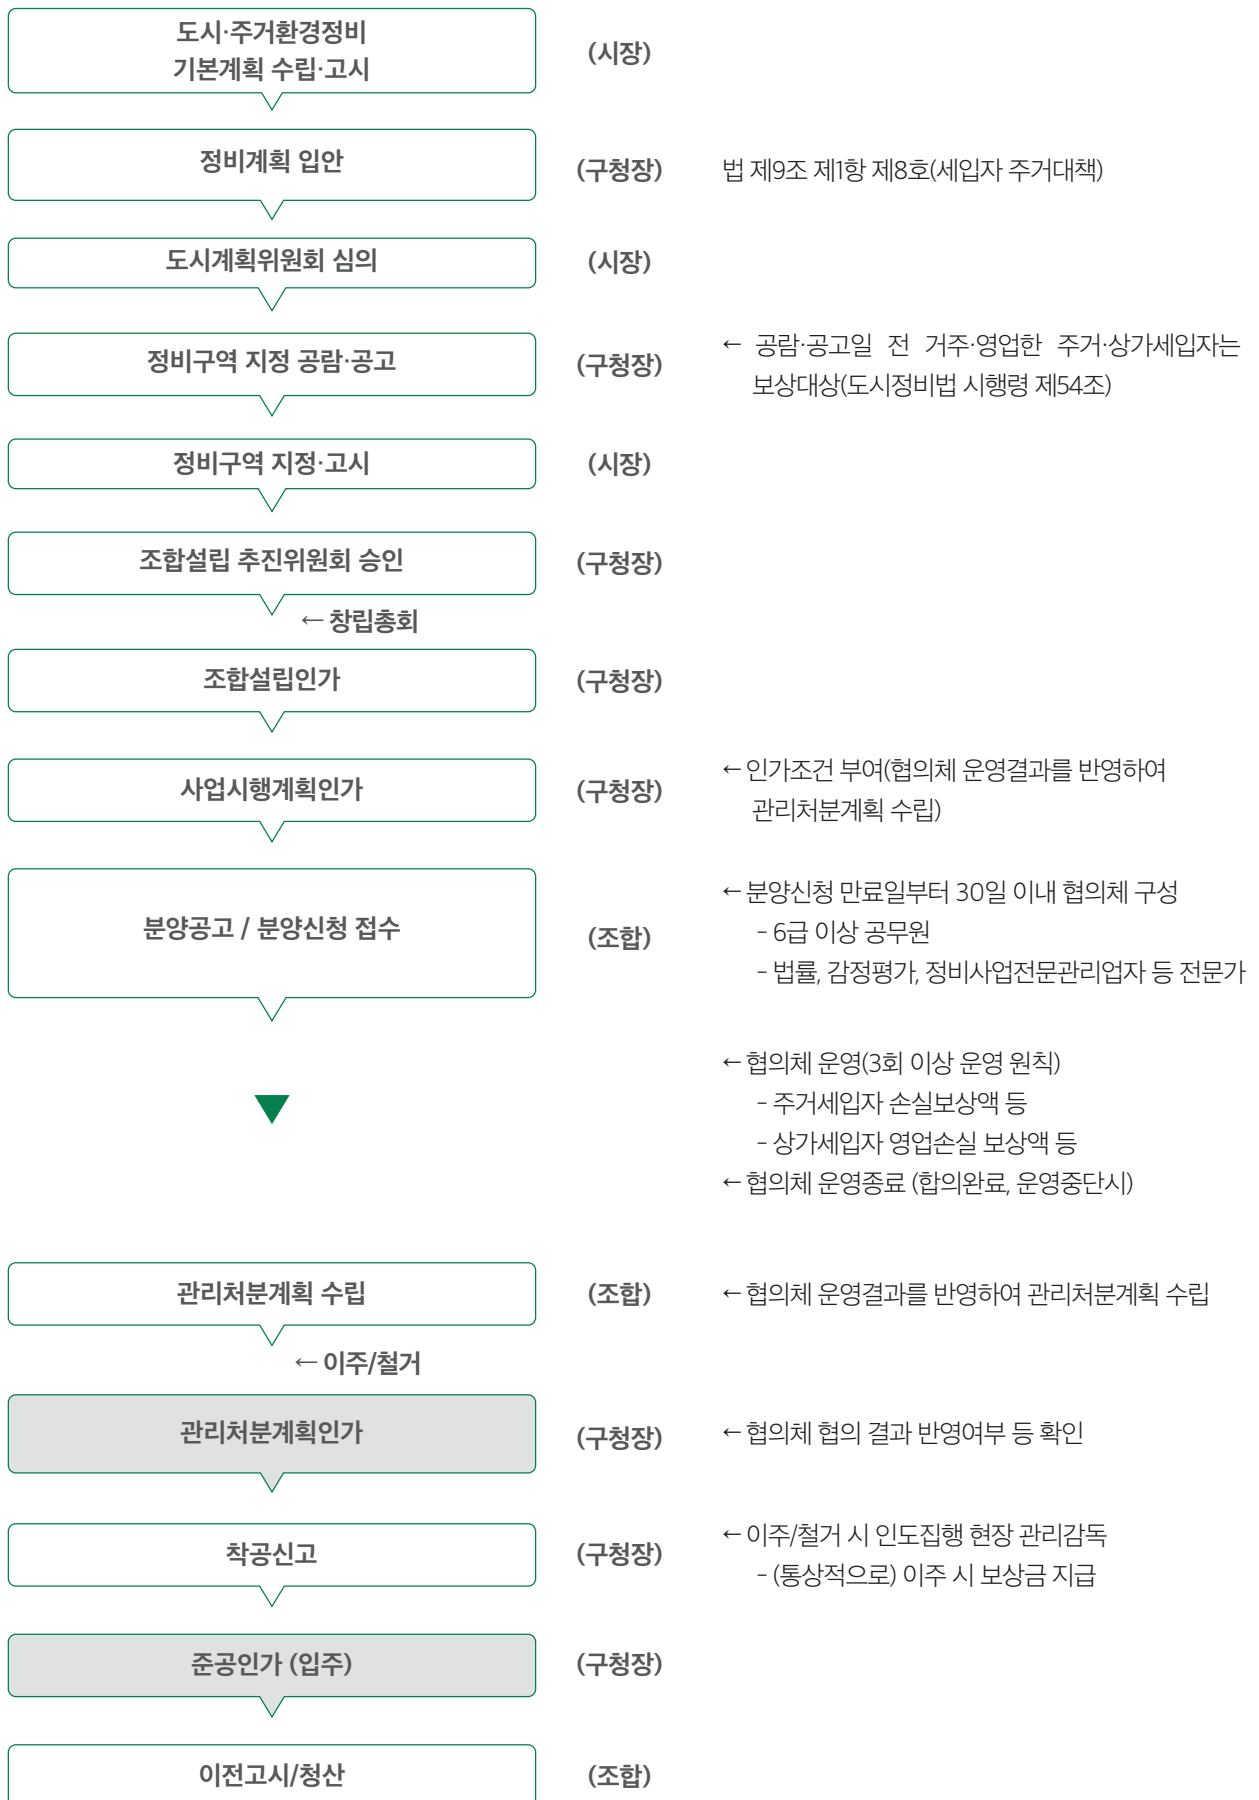 도시·주거환경정비
기본계획 수립·고시
(시장)
정비계획 입안
(구청장)
법 제9조 제1항 제8호(세입자 주거대책)
도시계획위원회 심의
(시장)
정비구역 지정 공람·공고
(구청장)
← 공람·공고일 전 거주·영업한 주거·상가세입자는
보상대상(도시정비법 시행령 제54조)
정비구역 지정·고시
(시장)
조합설립 추진위원회 승인
(구청장)
← 창립총회
조합설립인가
(구청장)
사업시행계획인가
(구청장)
← 인가조건 부여(협의체 운영결과를 반영하여
관리처분계획 수립)
분양공고 / 분양신청 접수
(조합)
← 분양신청 만료일부터 30일 이내 협의체 구성
- 6급 이상 공무원
- 법률, 감정평가, 정비사업전문관리업자 등 전문가
← 협의체 운영(3회 이상 운영 원칙)
- 주거세입자 손실보상액 등
- 상가세입자 영업손실 보상액 등
← 협의체 운영종료 (합의완료, 운영중단시)
관리처분계획 수립
(조합)
← 협의체 운영결과를 반영하여 관리처분계획 수립
← 이주/철거
관리처분계획인가
(구청장)
← 협의체 협의 결과 반영여부 등 확인
착공신고
(구청장)
← 이주/철거 시 인도집행 현장 관리감독
- (통상적으로) 이주 시 보상금 지급
준공인가 (입주)
(구청장)
이전고시/청산
(조합)